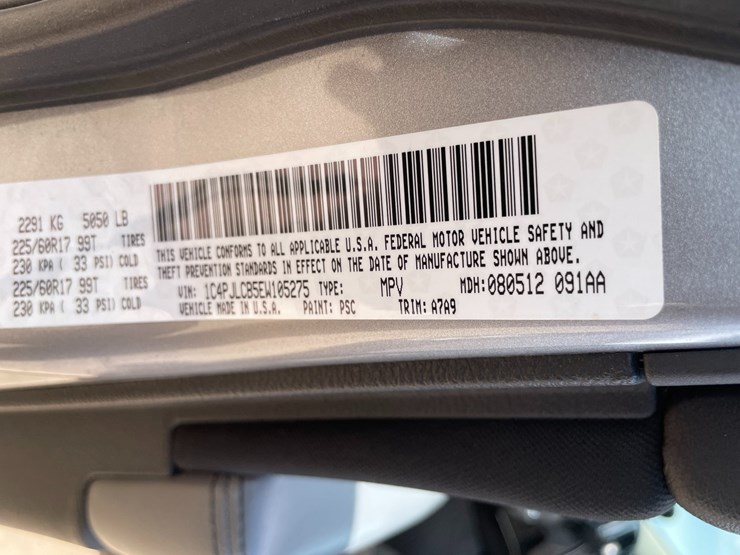 2291 KG 5050 LB
225/60R17 99T TIRES
230 KPA ( 33 PSI) COLD
225/60R17 99T TIRES
230 KPA ( 33 PSI) COLD
THIS VEHICLE CONFORMS TO ALL APPLICABLE U.S.A. FEDERAL MOTOR VEHICLE SAFETY AND
THEFT PREVENTION STANDARDS IN EFFECT ON THE DATE OF MANUFACTURE SHOWN ABOVE.
VIN: 1C4PJLCB5EW105275 TYPE: MPV MDH: 080512 091AA
VEHICLE MADE IN U.S.A. PAINT: PSC TRIM: A7A9